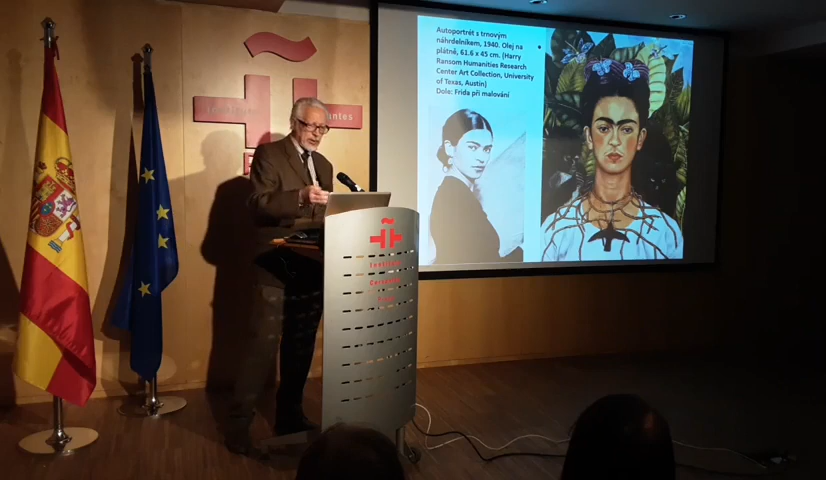 Autoportrét s trnovým
náhrdelníkem, 1940. Olej na
plátně, 61.6 x 45 cm. (Harry
Ransom Humanities Research
Center Art Collection, University
of Texas, Austin)
Dole: Frida při malování
Instituto
Cervantes